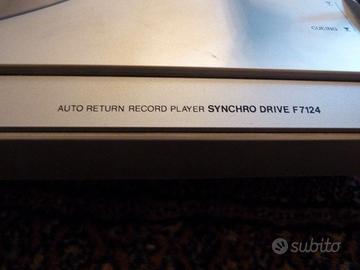 CUEING
AUTO RETURN RECORD PLAYER SYNCHRO DRIVE F7124
subito